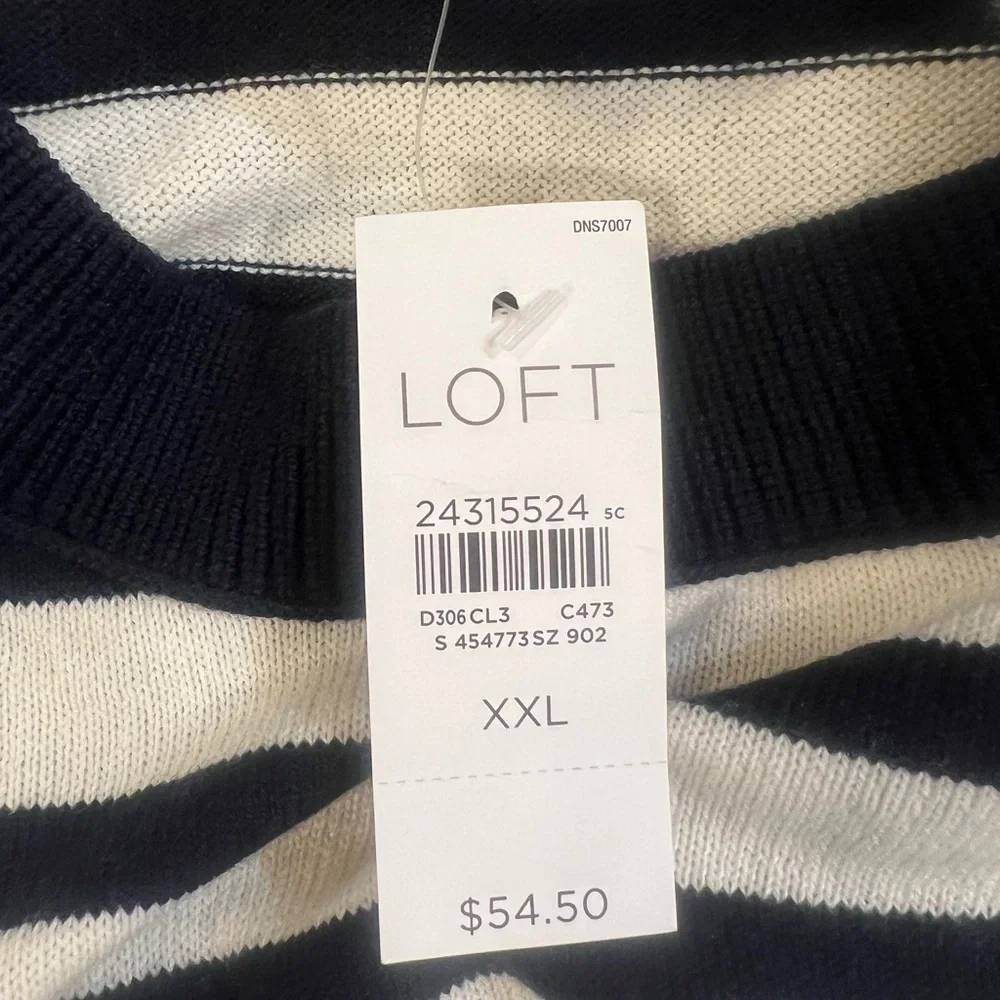 DNS7007
LOFT
24315524 5C
D306 CL3 C473
S 454773 SZ 902
XXL
$54.50